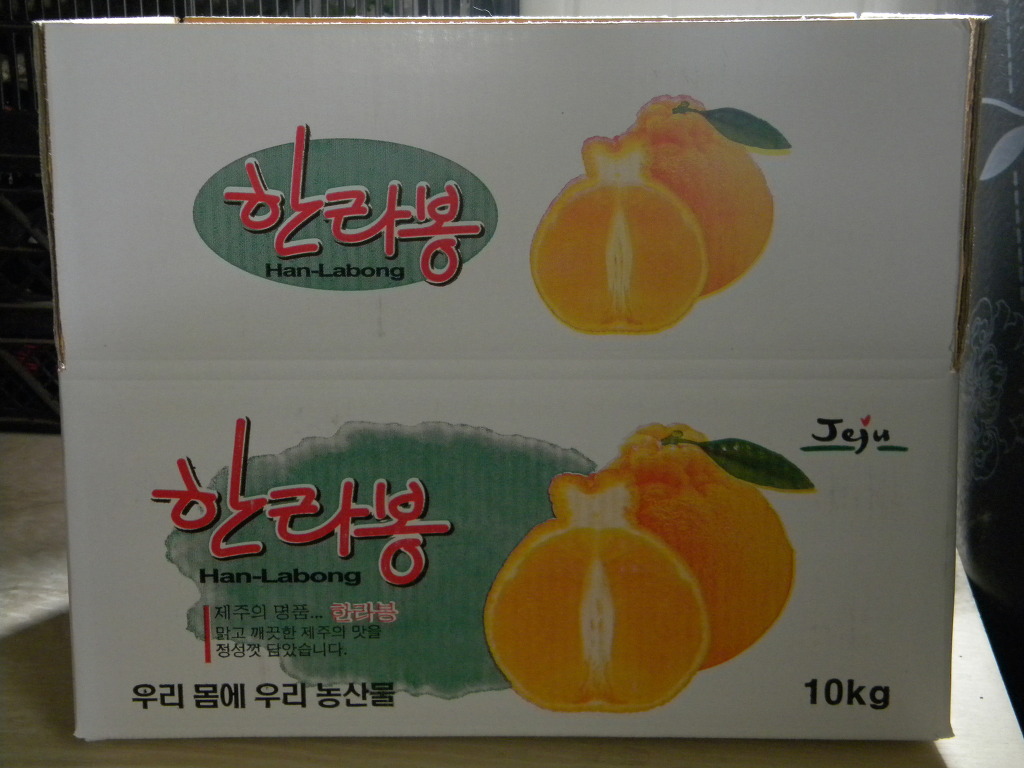 한라봉
Han-Labong
Jeju
한라봉
Han-Labong
제주의 명품... 한라봉
맑고 깨끗한 제주의 맛을
정성껏 담았습니다.
우리 몸에 우리 농산물
10kg